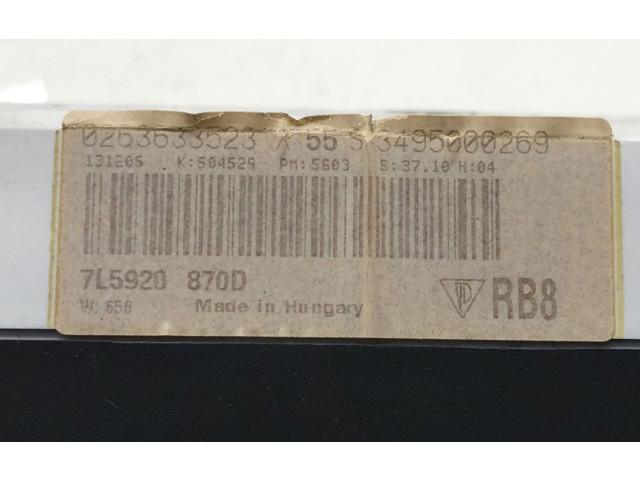 0263633523 X 55 S 3495000269
131205 K:504529 PM:5603 S:37.10 H:04
7L5920 870D RB8
W: 658 Made in Hungary